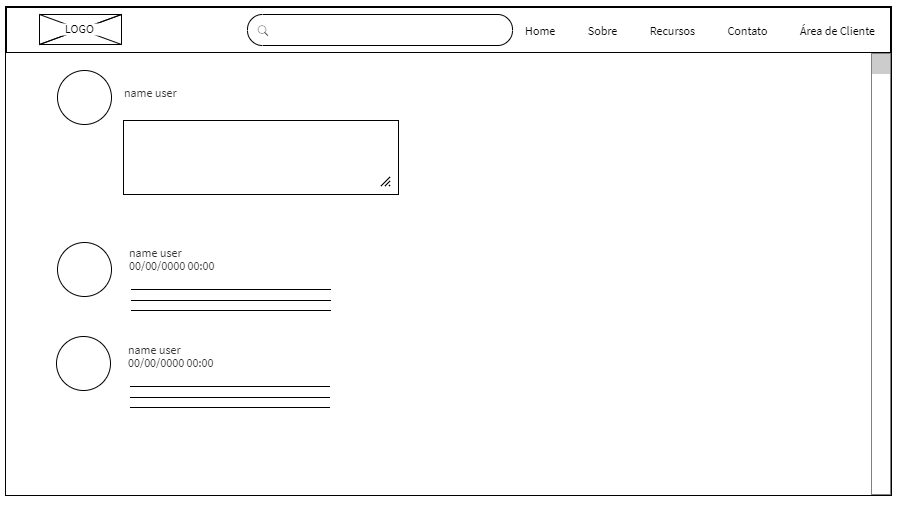 LOGO
Home
Sobre
Recursos
Contato
Área de Cliente
name user
name user
00/00/0000 00:00
name user
00/00/0000 00:00